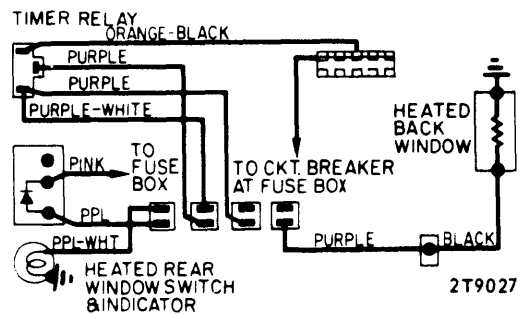 TIMER RELAY
ORANGE-BLACK
PURPLE
PURPLE
PURPLE-WHITE
HEATED
BACK
WINDOW
PINK
TO
FUSE
BOX
TO CKT. BREAKER
AT FUSE BOX
PPL
PPL-WHT
PURPLE
BLACK
HEATED REAR
WINDOW SWITCH
& INDICATOR
2T9027